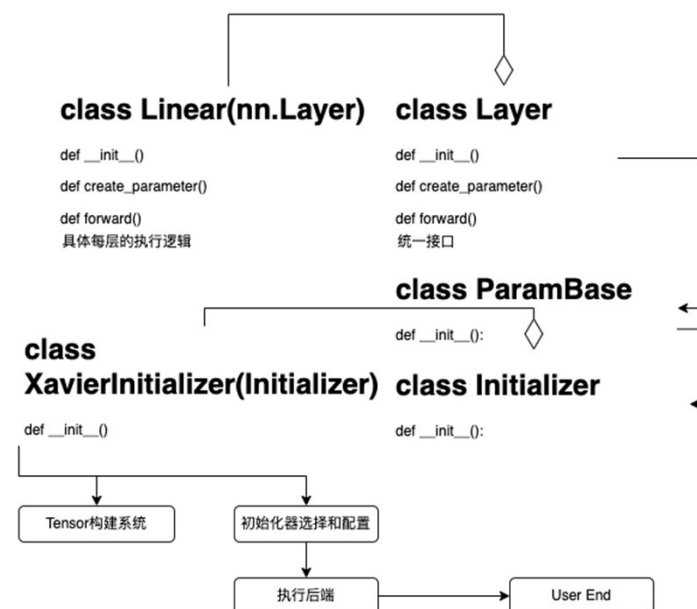 class Linear(nn.Layer)
def __init__()
def create_parameter()
def forward()
具体每层的执行逻辑
class Layer
def __init__()
def create_parameter()
def forward()
统一接口
class ParamBase
def __init__():
class
XavierInitializer(Initializer)
def __init__()
class Initializer
def __init__():
Tensor构建系统
初始化器选择和配置
执行后端
User End